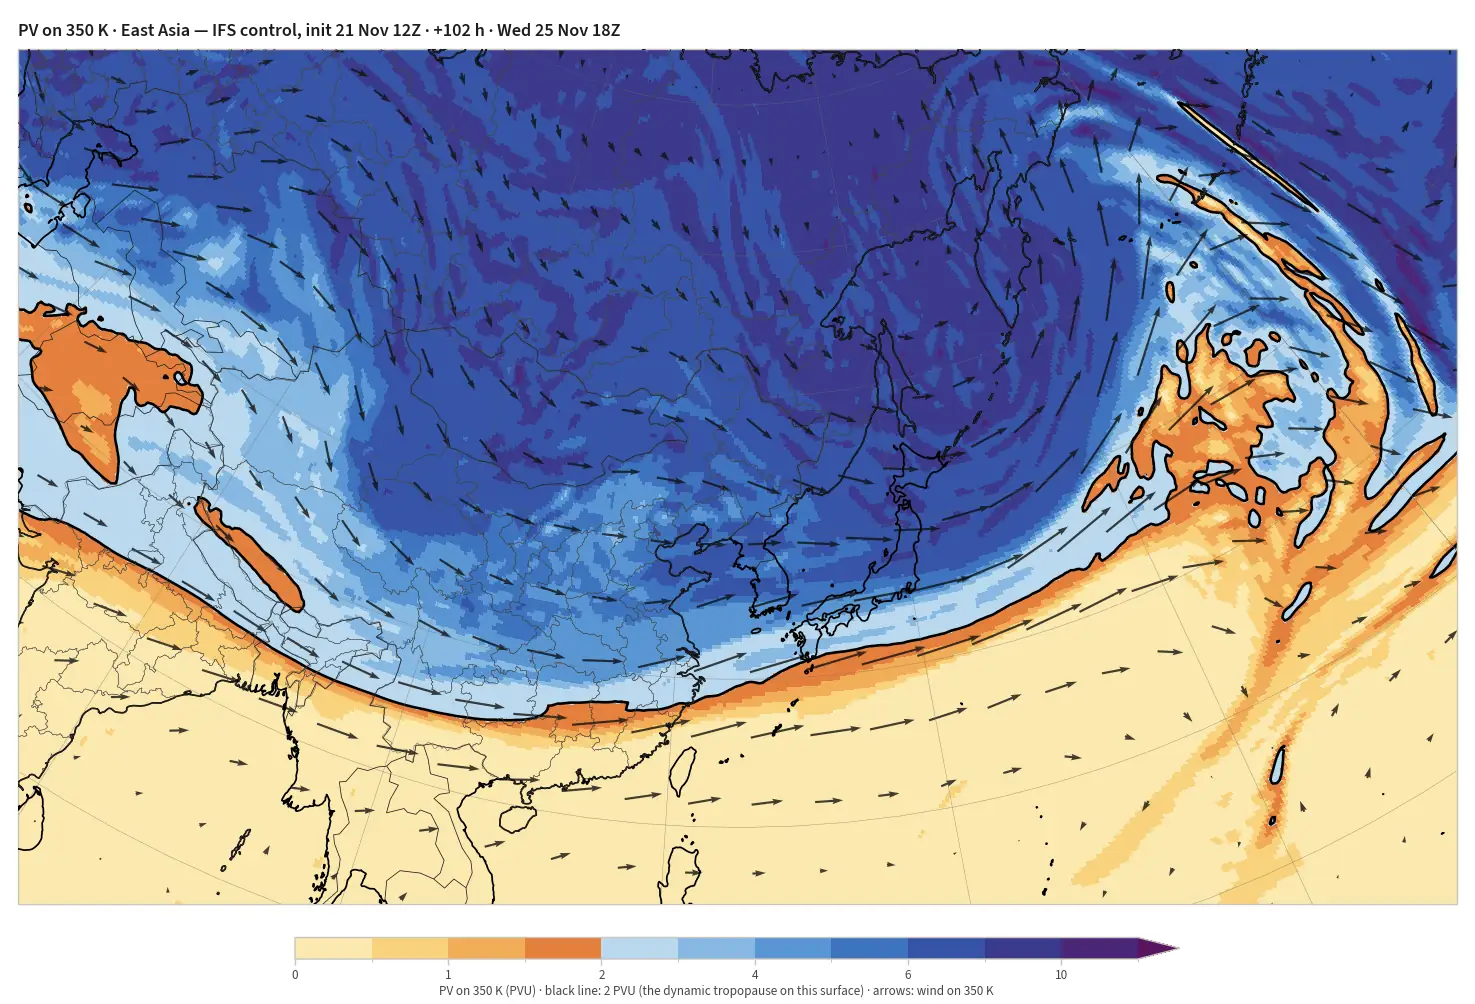 PV on 350 K · East Asia — IFS control, init 21 Nov 12Z · +102 h · Wed 25 Nov 18Z
0 1 2 4 6 10
PV on 350 K (PVU) · black line: 2 PVU (the dynamic tropopause on this surface) · arrows: wind on 350 K